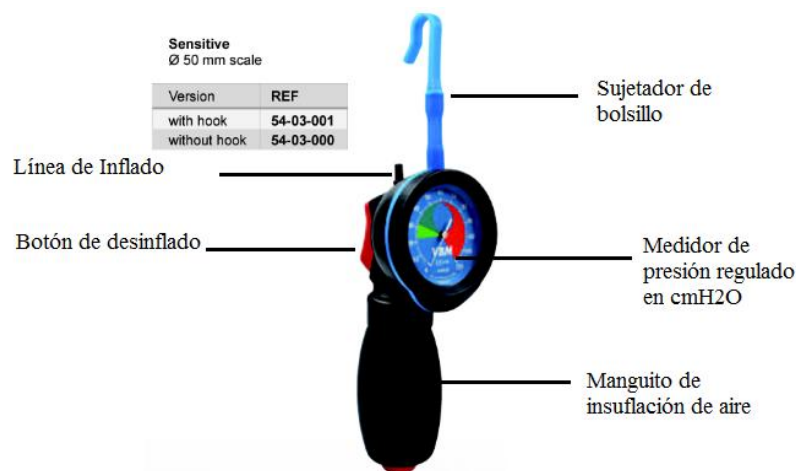 Sensitive
Ø 50 mm scale
Version REF
with hook 54-03-001
without hook 54-03-000
Sujetador de
bolsillo
Línea de Inflado
Botón de desinflado
VBM
Medidor de
presión regulado
en cmH2O
Manguito de
insuflación de aire